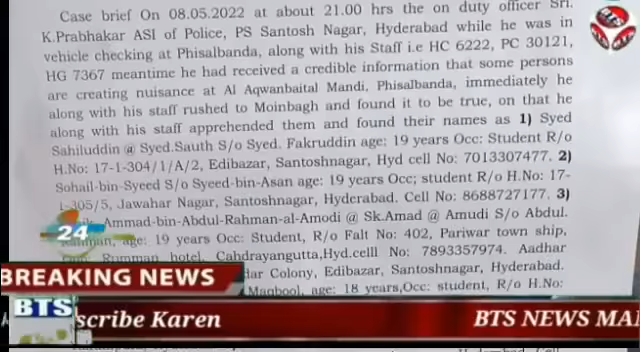 Case brief On 08.05.2022 at about 21.00 hrs the on duty officer Sri.
K.Prabhakar ASI of Police, PS Santosh Nagar, Hyderabad while he was in
vehicle checking at Phisalbanda, along with his Staff i.e HC 6222, PC 30121,
HG 7367 meantime he had received a credible information that some persons
are creating nuisance at Al Aqwanbaital Mandi, Phisalbanda, immediately he
along with his staff rushed to Moinbagh and found it to be true, on that he
along with his staff apprehended them and found their names as 1) Syed
Sahiluddin @ Syed.Sauth S/o Syed. Fakruddin age: 19 years Occ: Student R/o
H.No: 17-1-304/1/A/2, Edibazar, Santoshnagar, Hyd cell No: 7013307477. 2)
Sohail-bin-Syeed S/o Syeed-bin-Asan age: 19 years Occ; student R/o H.No: 17-
1-305/5, Jawahar Nagar, Santoshnagar, Hyderabad. Cell No: 8688727177. 3)
Ammad-bin-Abdul-Rahman-al-Amodi @ Sk.Amad @ Amudi S/o Abdul.
age: 19 years Occ: Student, R/o Falt No: 402, Pariwar town ship,
Rumman hotel, Cahdrayangutta,Hyd.celll No: 7893357974. Aadhar
Colony, Edibazar, Santoshnagar, Hyderabad.
Maqbool, age: 18 years,Occ: student, R/o H.No:
BTS
24
BREAKING NEWS
BTS
scribe Karen
BTS NEWS MA